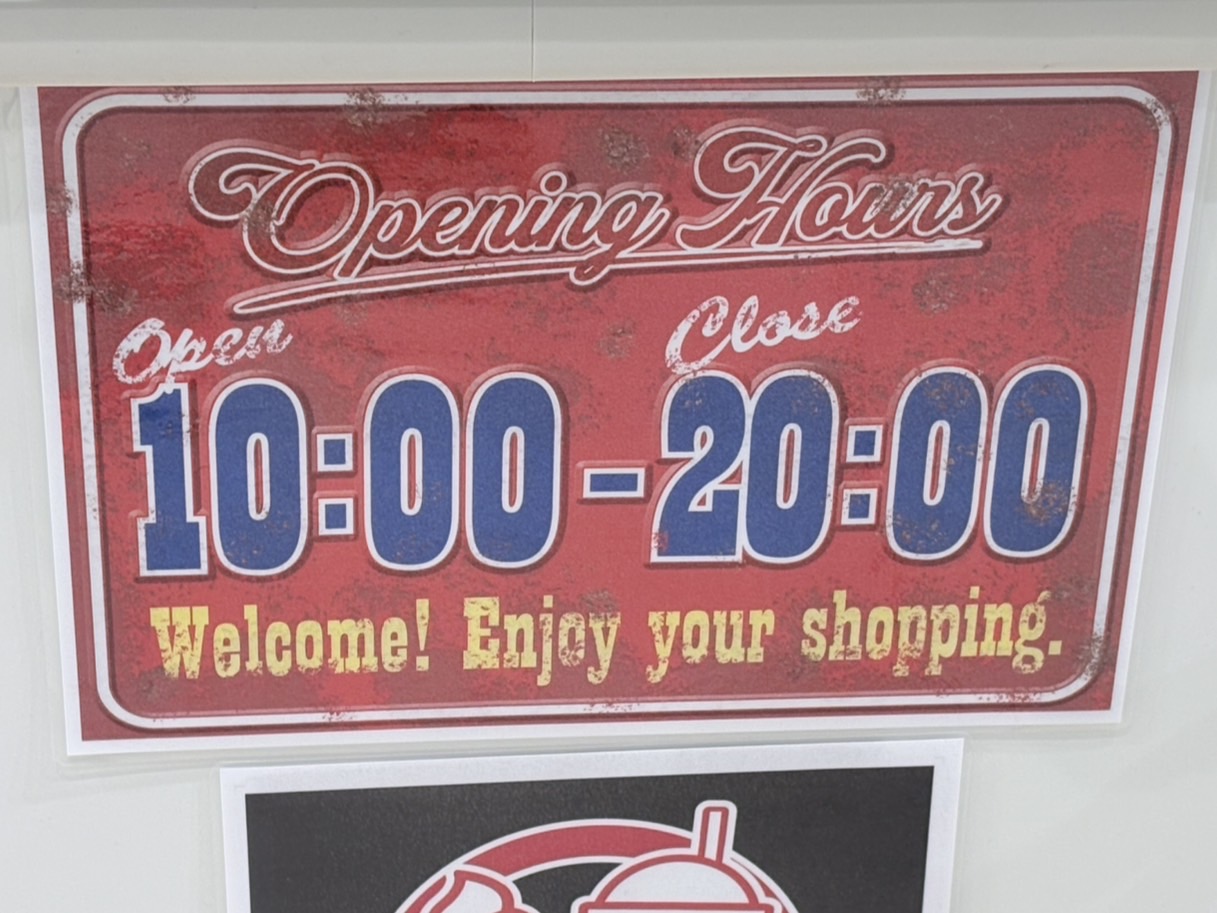 Opening Hours
Open Close
10:00-20:00
Welcome! Enjoy your shopping.